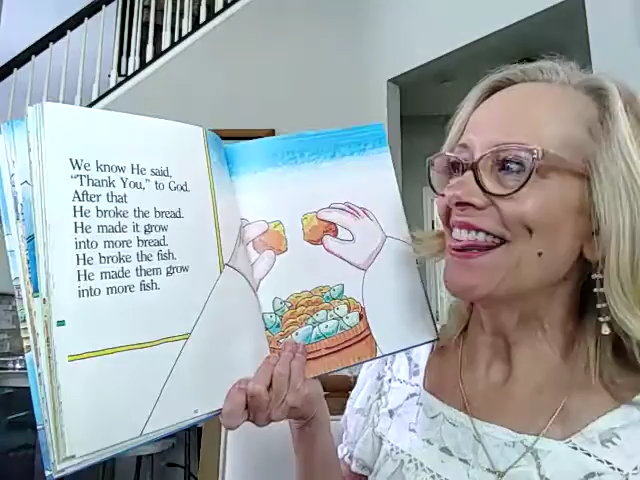 We know He said,
"Thank You," to God.
After that
He broke the bread.
He made it grow
into more bread.
He broke the fish.
He made them grow
into more fish.